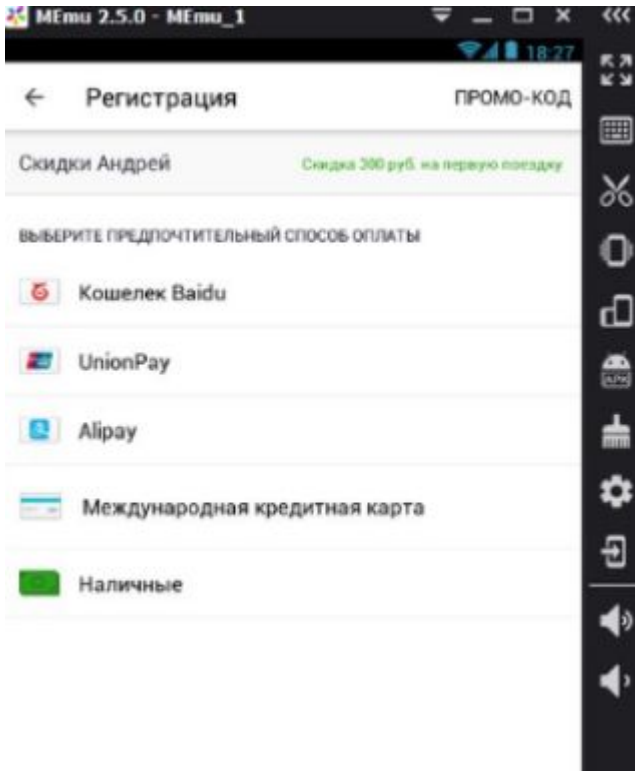 MEmu 2.5.0 - MEmu_1
18:27
Регистрация ПРОМО-КОД
Скидки Андрей Скидка 300 руб. на первую поездку
ВЫБЕРИТЕ ПРЕДПОЧТИТЕЛЬНЫЙ СПОСОБ ОПЛАТЫ
Кошелек Baidu
UnionPay
Alipay
Международная кредитная карта
Наличные
APK